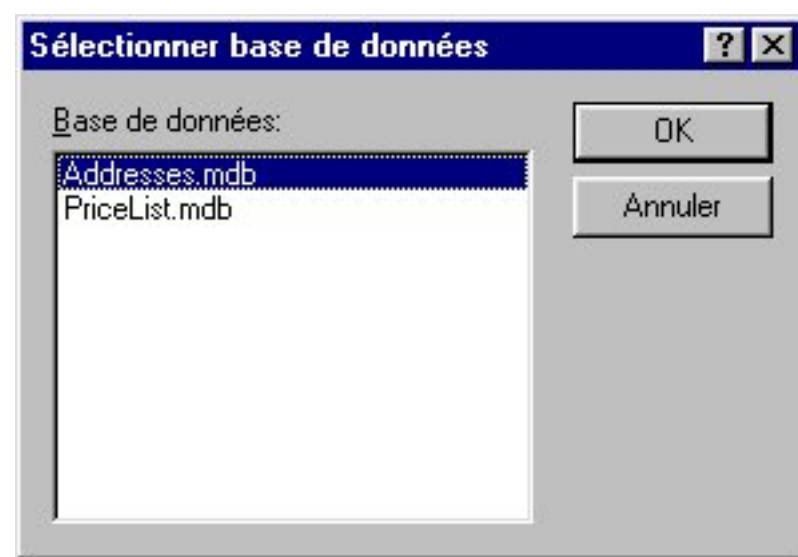 Sélectionner base de données
Base de données:
Addresses.mdb
PriceList.mdb
OK
Annuler